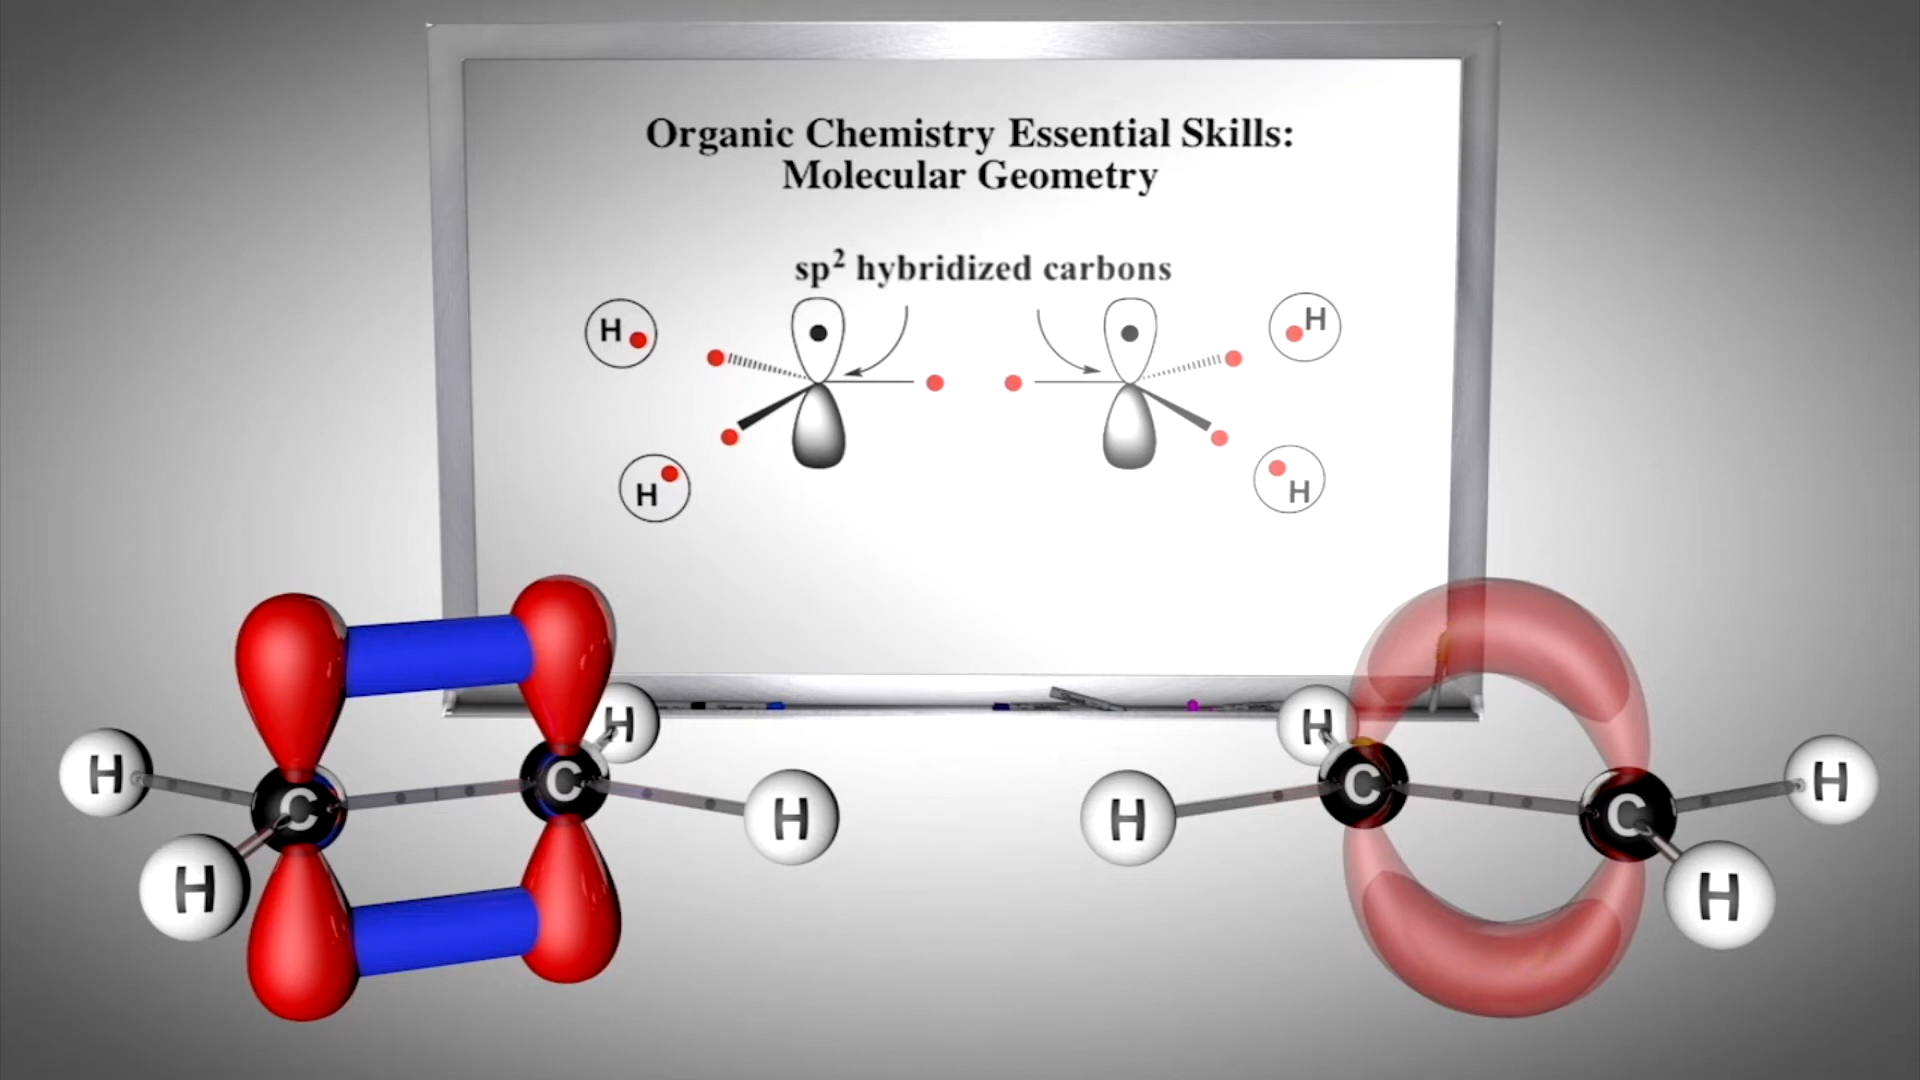 Organic Chemistry Essential Skills:
Molecular Geometry
sp² hybridized carbons
H
H
H
H
H
H
C
C
H
H
H
H
C
C
H
H